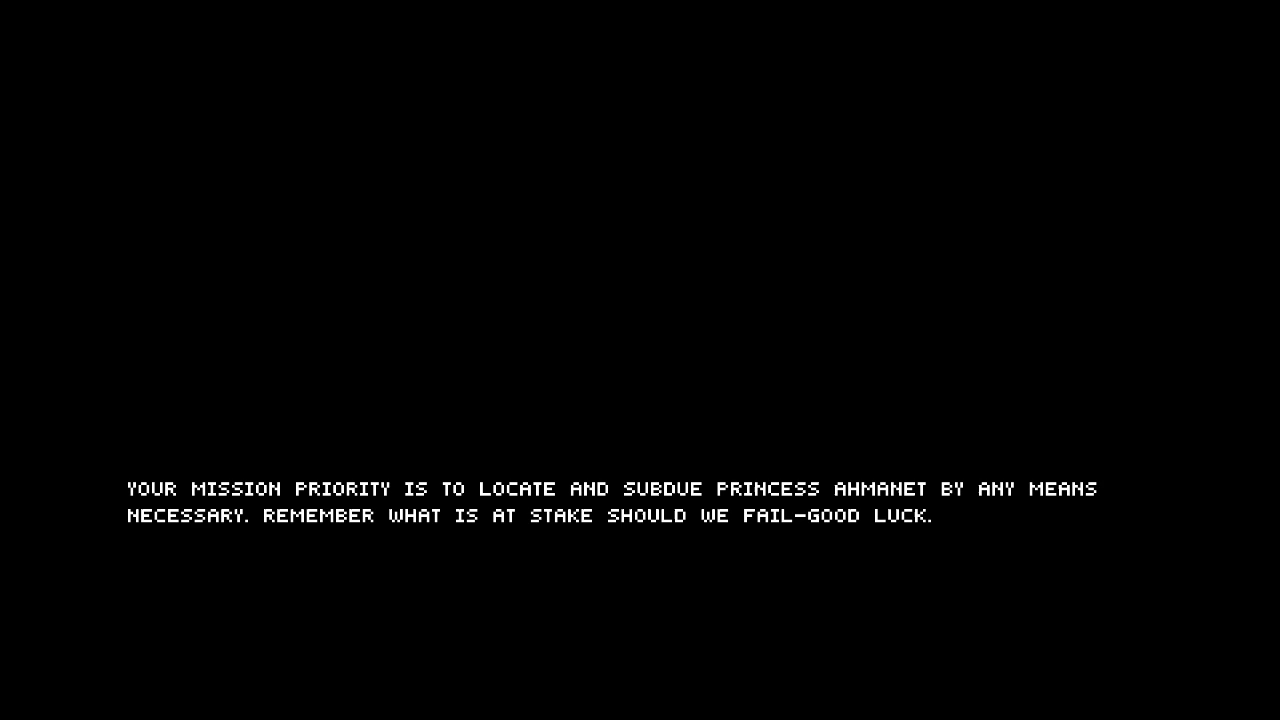 YOUR MISSION PRIORITY IS TO LOCATE AND SUBDUE PRINCESS AHMANET BY ANY MEANS
NECESSARY. REMEMBER WHAT IS AT STAKE SHOULD WE FAIL-GOOD LUCK.